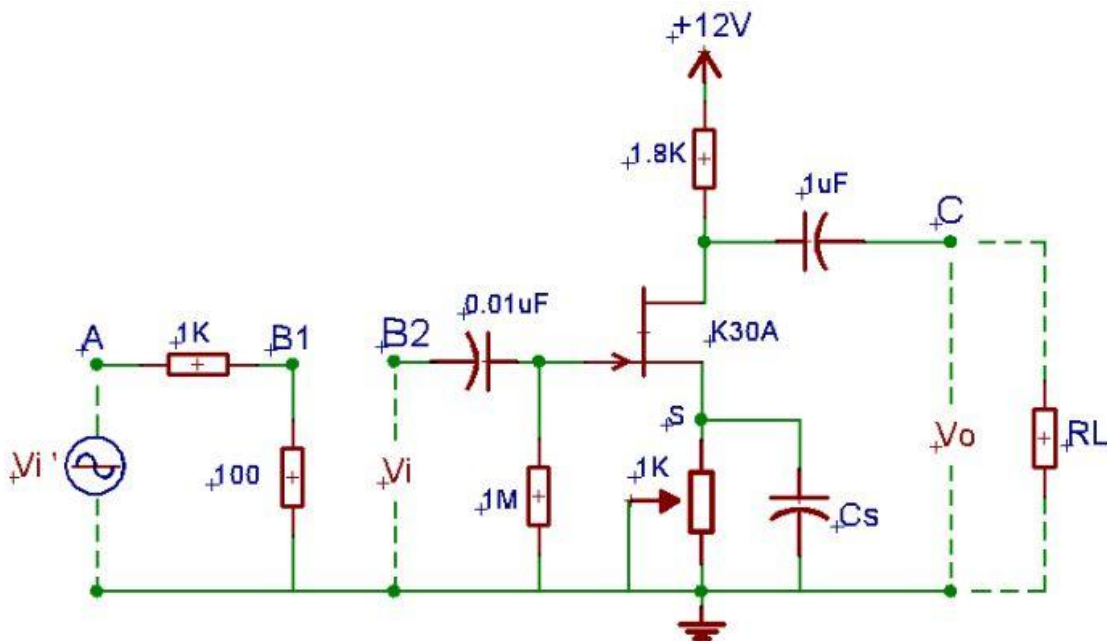 +12V
1.8K
1uF
C
0.01uF
K30A
A
1K
B1
B2
S
Vi '
100
Vi
1M
1K
Cs
Vo
RL